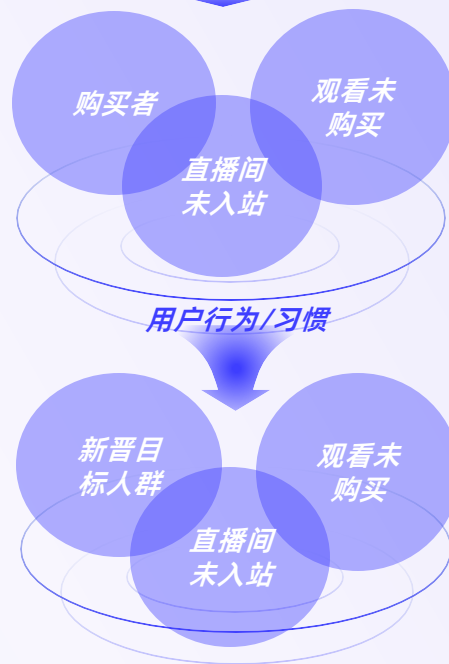 购买者
观看未
购买
直播间
未入站
用户行为/习惯
新晋目
标人群
观看未
购买
直播间
未入站